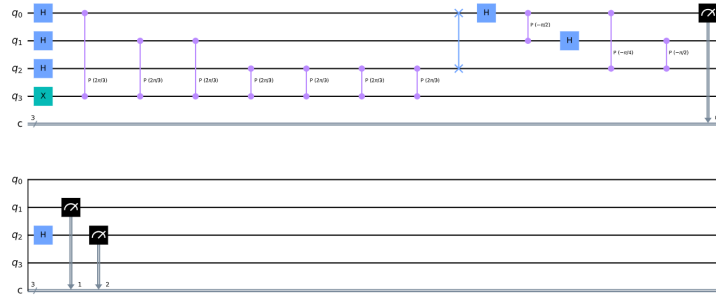 q₀ H H
P (−π/2)
q₁ H H
P (−π/4) P (−π/2)
q₂ H
P (2π/3) P (2π/3) P (2π/3) P (2π/3) P (2π/3) P (2π/3) P (2π/3)
q₃ X
c 3
q₀
q₁
q₂ H
q₃
c 3 1 2